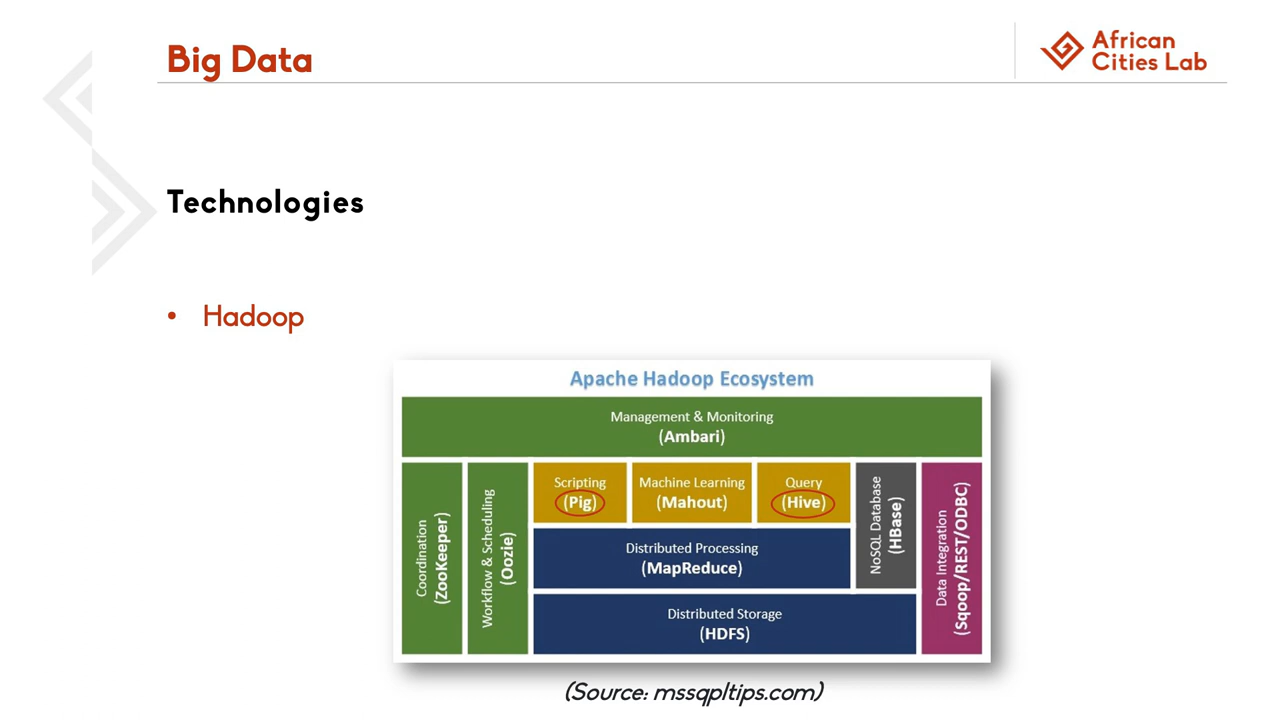 Big Data
African
Cities Lab
Technologies
• Hadoop
Apache Hadoop Ecosystem
Management & Monitoring
(Ambari)
Coordination
(ZooKeeper)
Workflow & Scheduling
(Oozie)
Scripting
(Pig)
Machine Learning
(Mahout)
Query
(Hive)
NoSQL Database
(HBase)
Data Integration
(Sqoop/REST/ODBC)
Distributed Processing
(MapReduce)
Distributed Storage
(HDFS)
(Source: mssqpltips.com)